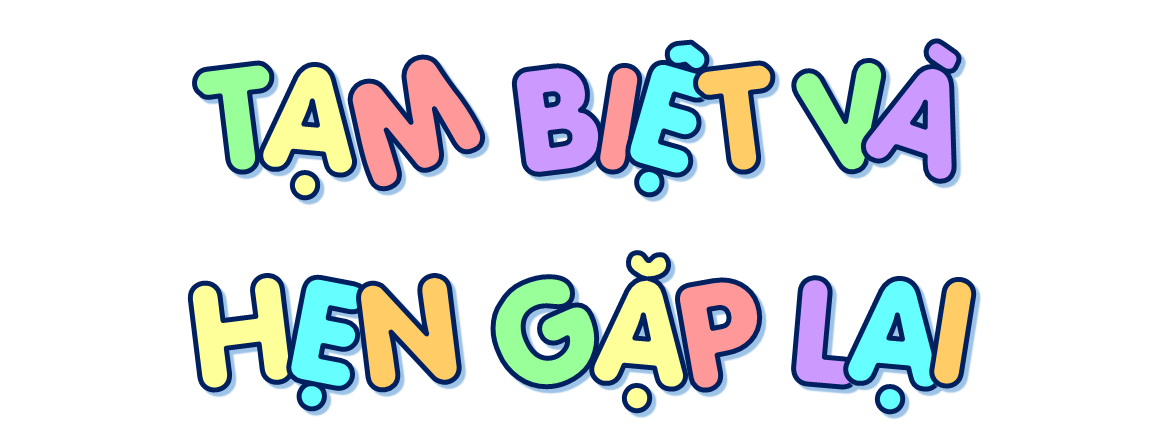 TẠM BIỆT VÀ
HẸN GẶP LẠI